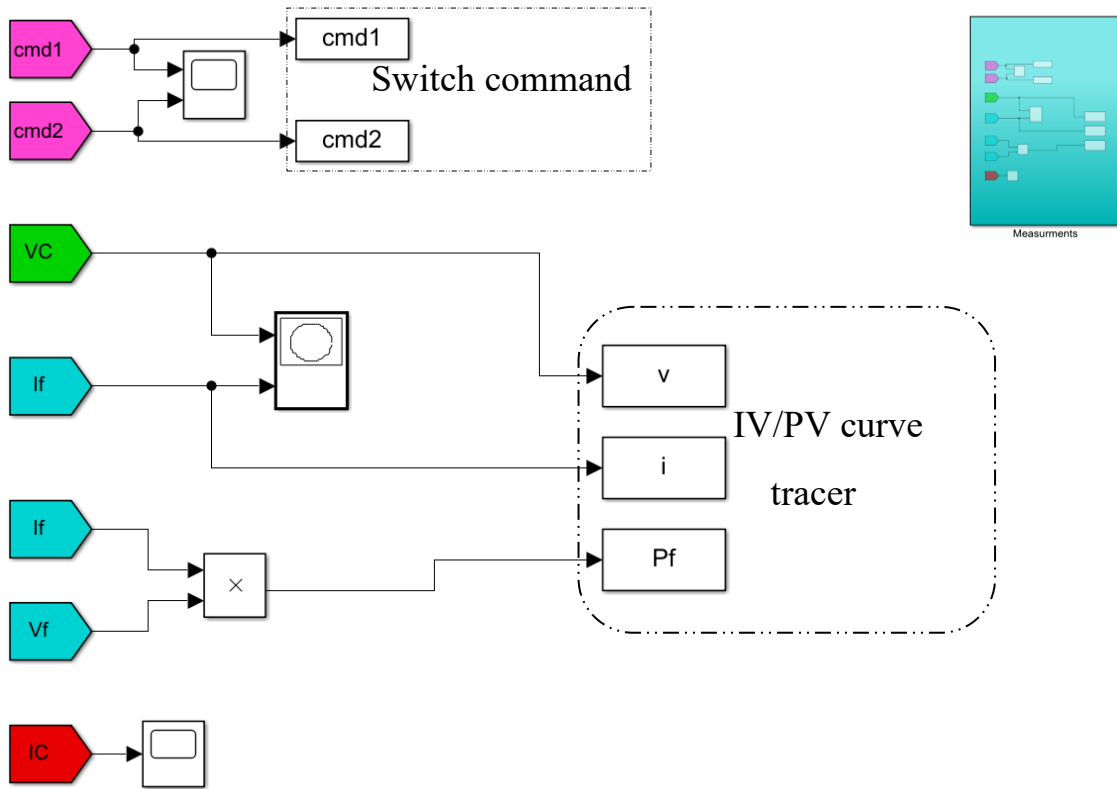 cmd1
cmd1
Switch command
cmd2
cmd2
Measurments
VC
If
v
IV/PV curve
i
tracer
If
Pf
×
Vf
IC